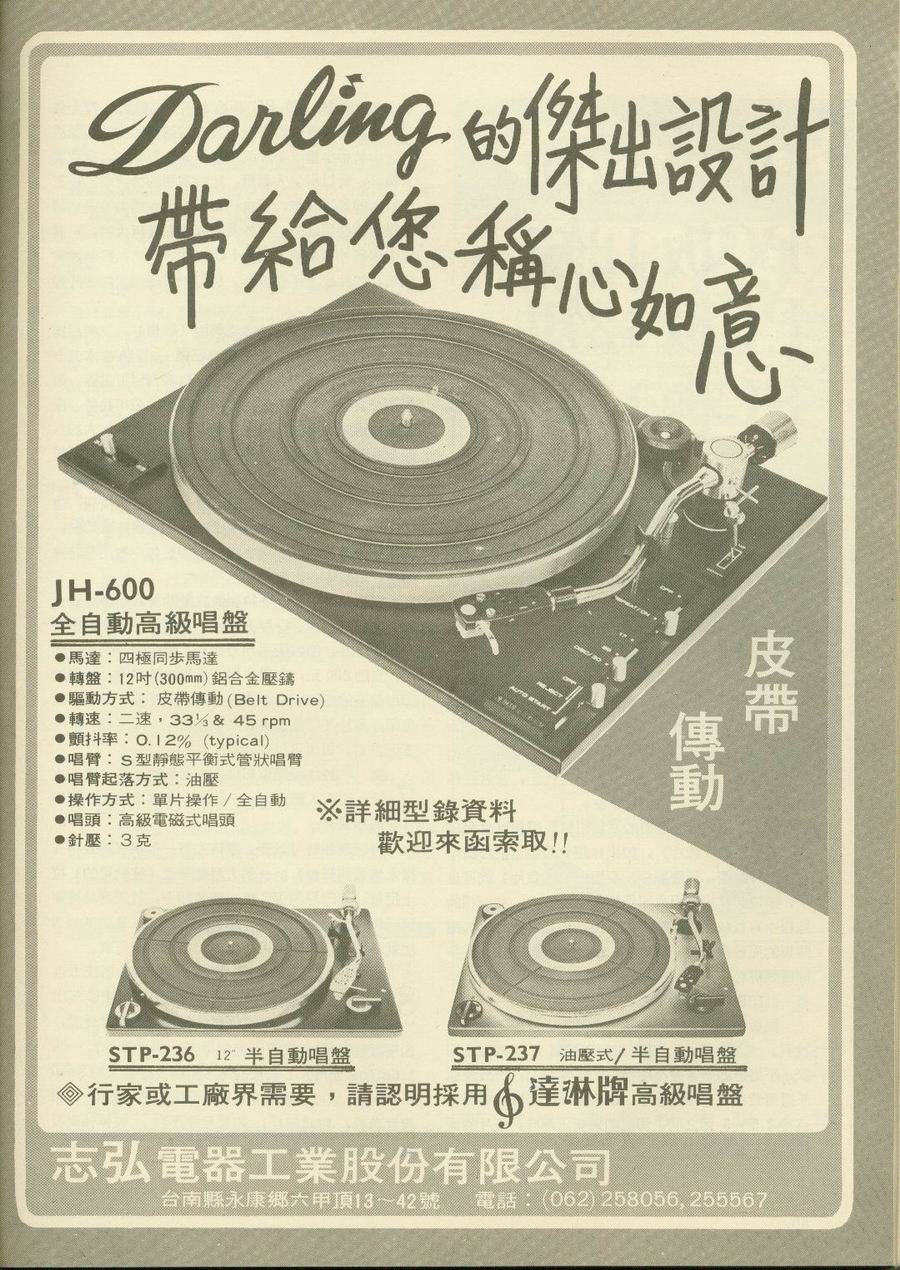 Darling 的傑出設計
帶給您稱心如意
JH-600
全自動高級唱盤
●馬達：四極同步馬達
●轉盤：12吋(300mm)鋁合金壓鑄
●驅動方式： 皮帶傳動(Belt Drive)
●轉速：二速，33⅓ & 45 rpm
●顫抖率：0.12% (typical)
●唱臂：S型靜態平衡式管狀唱臂
●唱臂起落方式：油壓
●操作方式：單片操作／全自動
●唱頭：高級電磁式唱頭
●針壓：3克
皮帶
傳動
※詳細型錄資料
歡迎來函索取!!
STP-236 12" 半自動唱盤
STP-237 油壓式/半自動唱盤
行家或工廠界需要，請認明採用達琳牌高級唱盤
志弘電器工業股份有限公司
台南縣永康鄉六甲頂13～42號 電話：(062)258056,255567